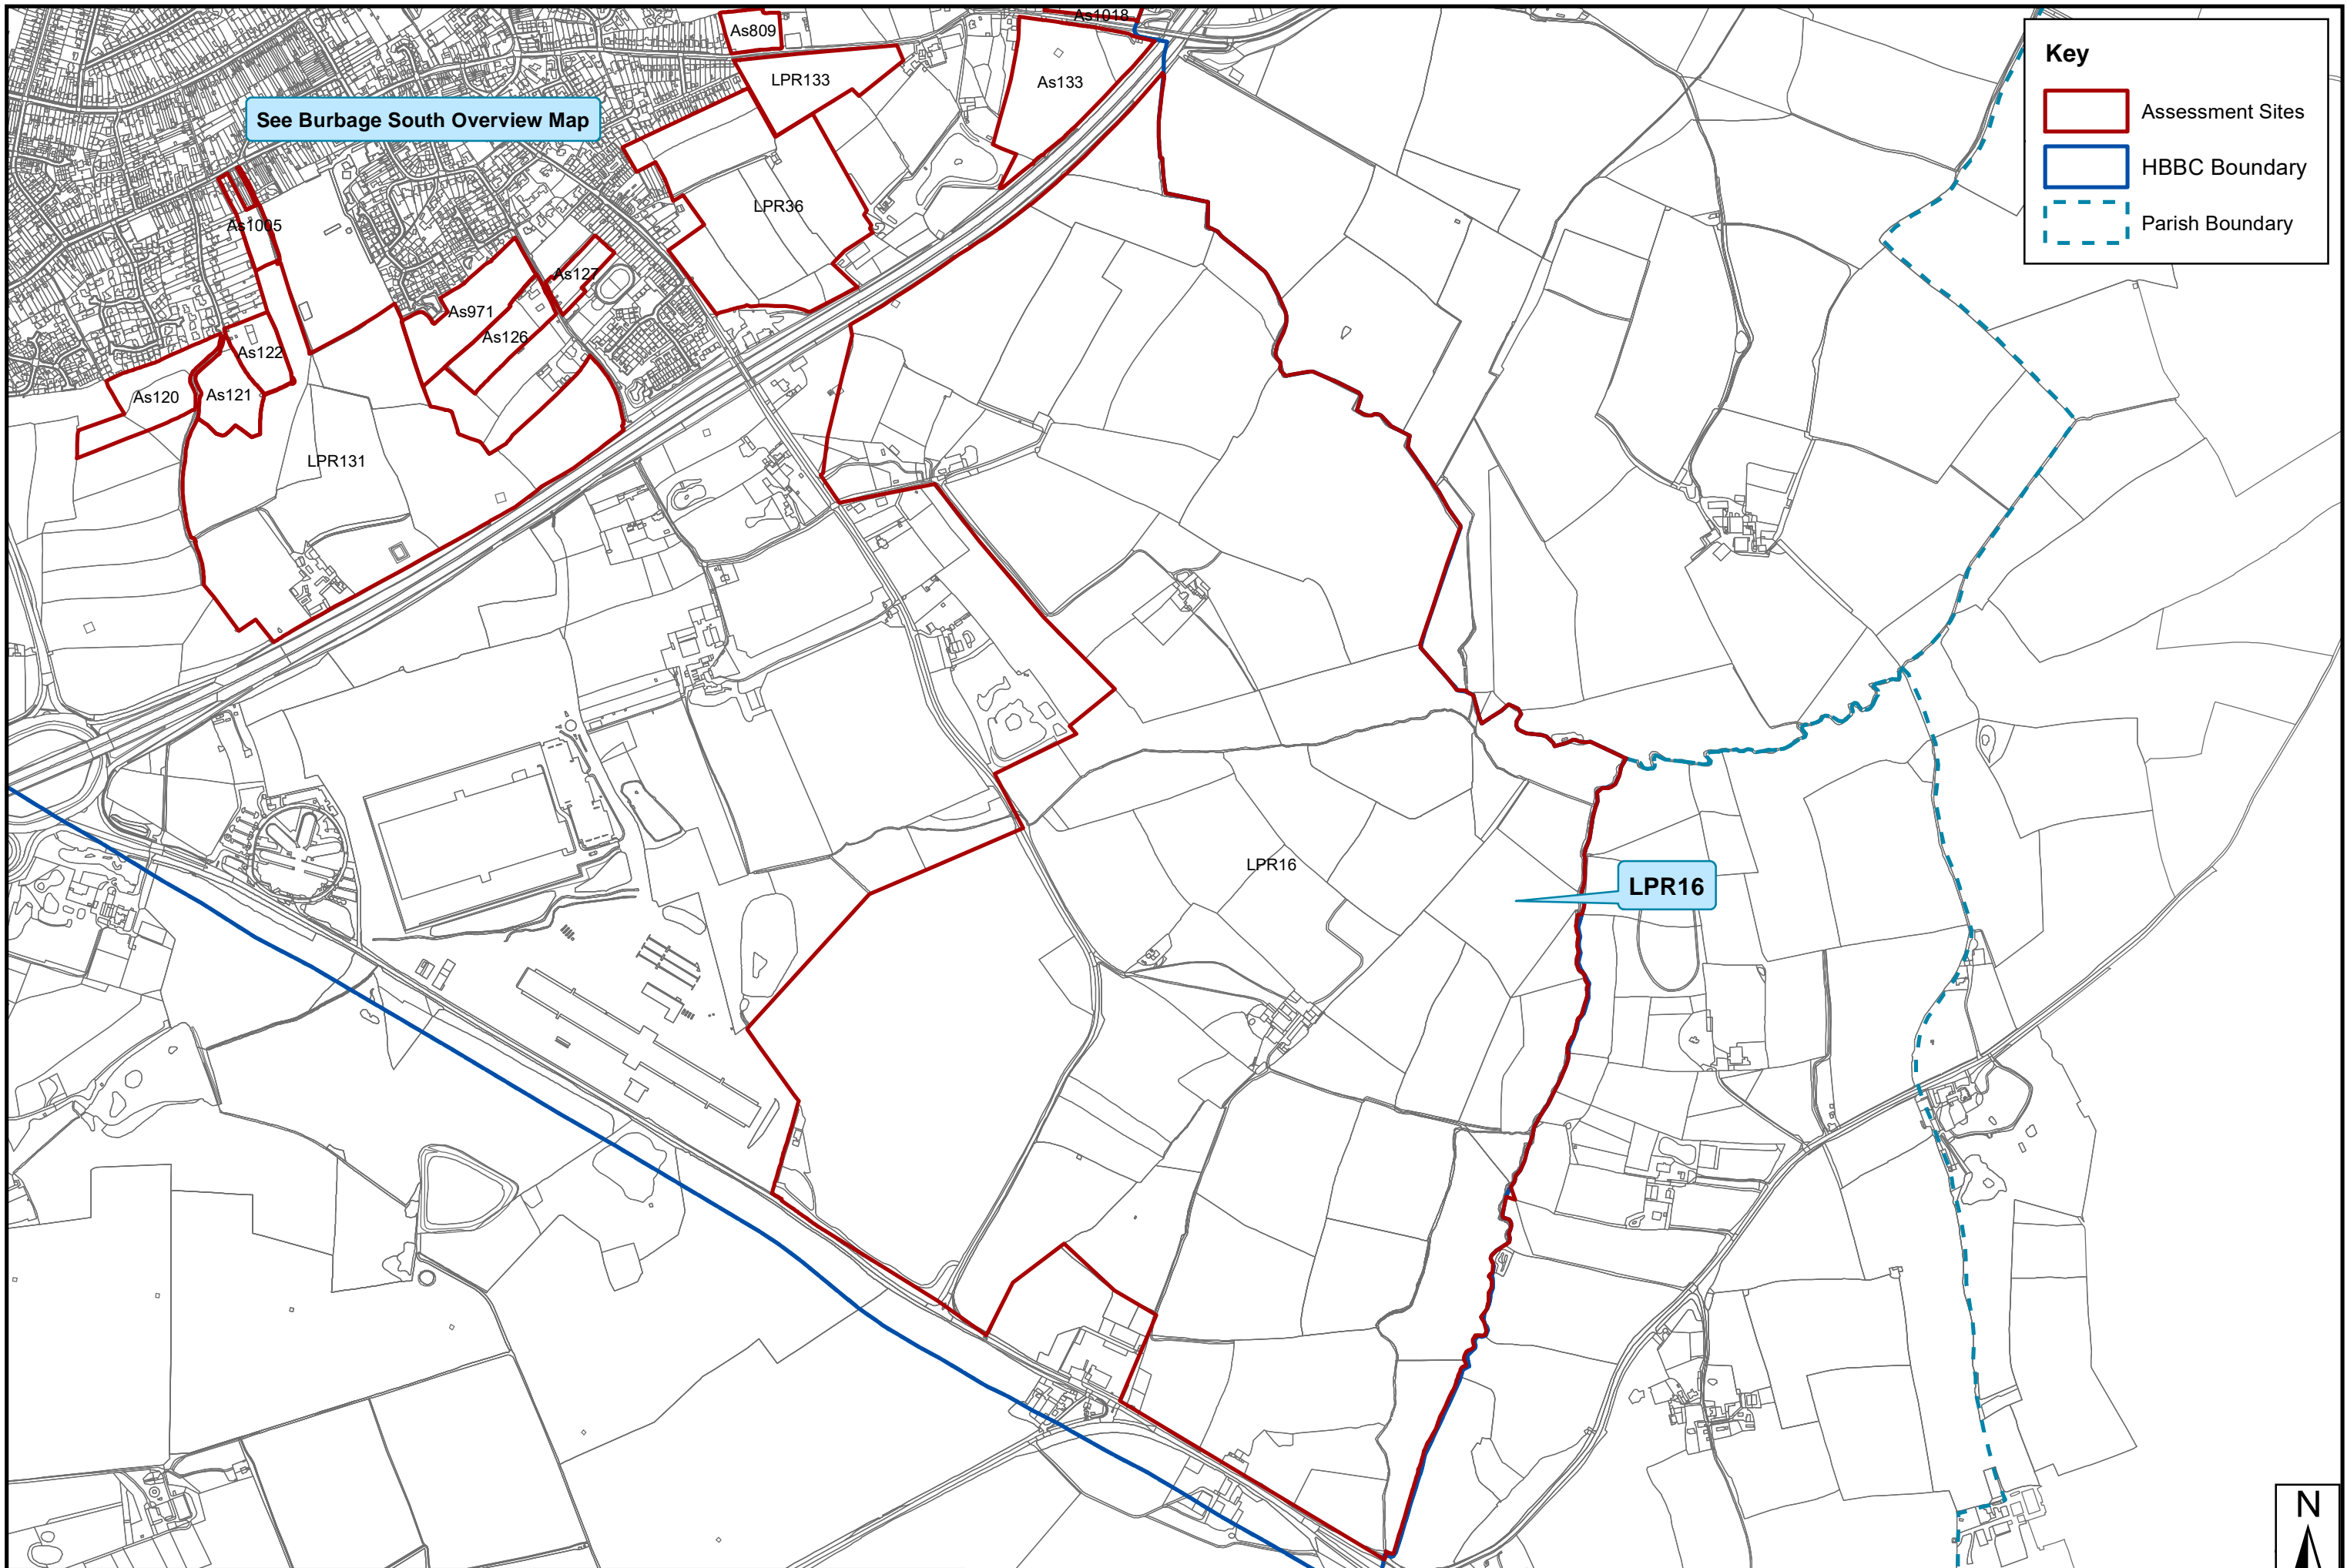 As1018
As809
Key
LPR133
As133
Assessment Sites
See Burbage South Overview Map
HBBC Boundary
LPR36
As1005
Parish Boundary
As127
As971
As126
As122
As121
As120
LPR131
LPR16
LPR16
N